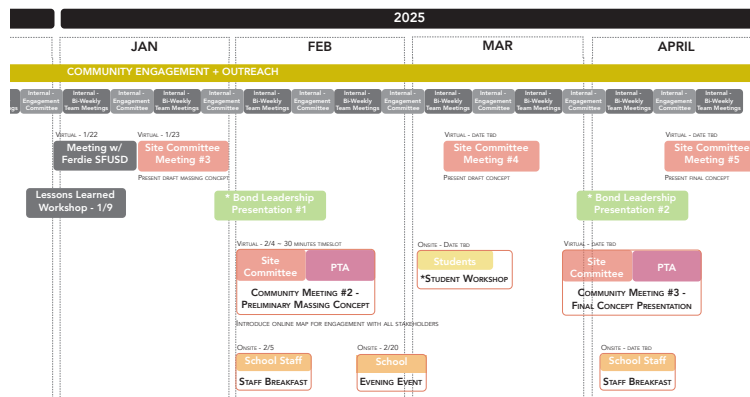 2025
JAN
FEB
MAR
APRIL
COMMUNITY ENGAGEMENT + OUTREACH
Internal -
Engagement
Committee
Internal -
Bi-Weekly
Team Meetings
Internal -
Engagement
Committee
Internal -
Bi-Weekly
Team Meetings
Internal -
Engagement
Committee
Internal -
Bi-Weekly
Team Meetings
Internal -
Engagement
Committee
Internal -
Bi-Weekly
Team Meetings
Internal -
Engagement
Committee
Internal -
Bi-Weekly
Team Meetings
Internal -
Engagement
Committee
Internal -
Bi-Weekly
Team Meetings
Internal -
Engagement
Committee
Internal -
Bi-Weekly
Team Meetings
Internal -
Engagement
Committee
Internal -
Bi-Weekly
Team Meetings
Virtual - 1/22
Meeting w/
Ferdie SFUSD
Virtual - 1/23
Site Committee
Meeting #3
Present draft massing concept
Virtual - date tbd
Site Committee
Meeting #4
Present draft concept
Virtual - date tbd
Site Committee
Meeting #5
Present final concept
Lessons Learned
Workshop - 1/9
* Bond Leadership
Presentation #1
* Bond Leadership
Presentation #2
Virtual - 2/4 ~ 30 minutes timeslot
Site
Committee
PTA
Community Meeting #2 -
Preliminary Massing Concept
Introduce online map for engagement with all stakeholders
Onsite - Date TBD
Students
*Student Workshop
Virtual - date tbd
Site
Committee
PTA
Community Meeting #3 -
Final Concept Presentation
Onsite - 2/5
School Staff
Staff Breakfast
Onsite - 2/20
School
Evening Event
Onsite - date tbd
School Staff
Staff Breakfast